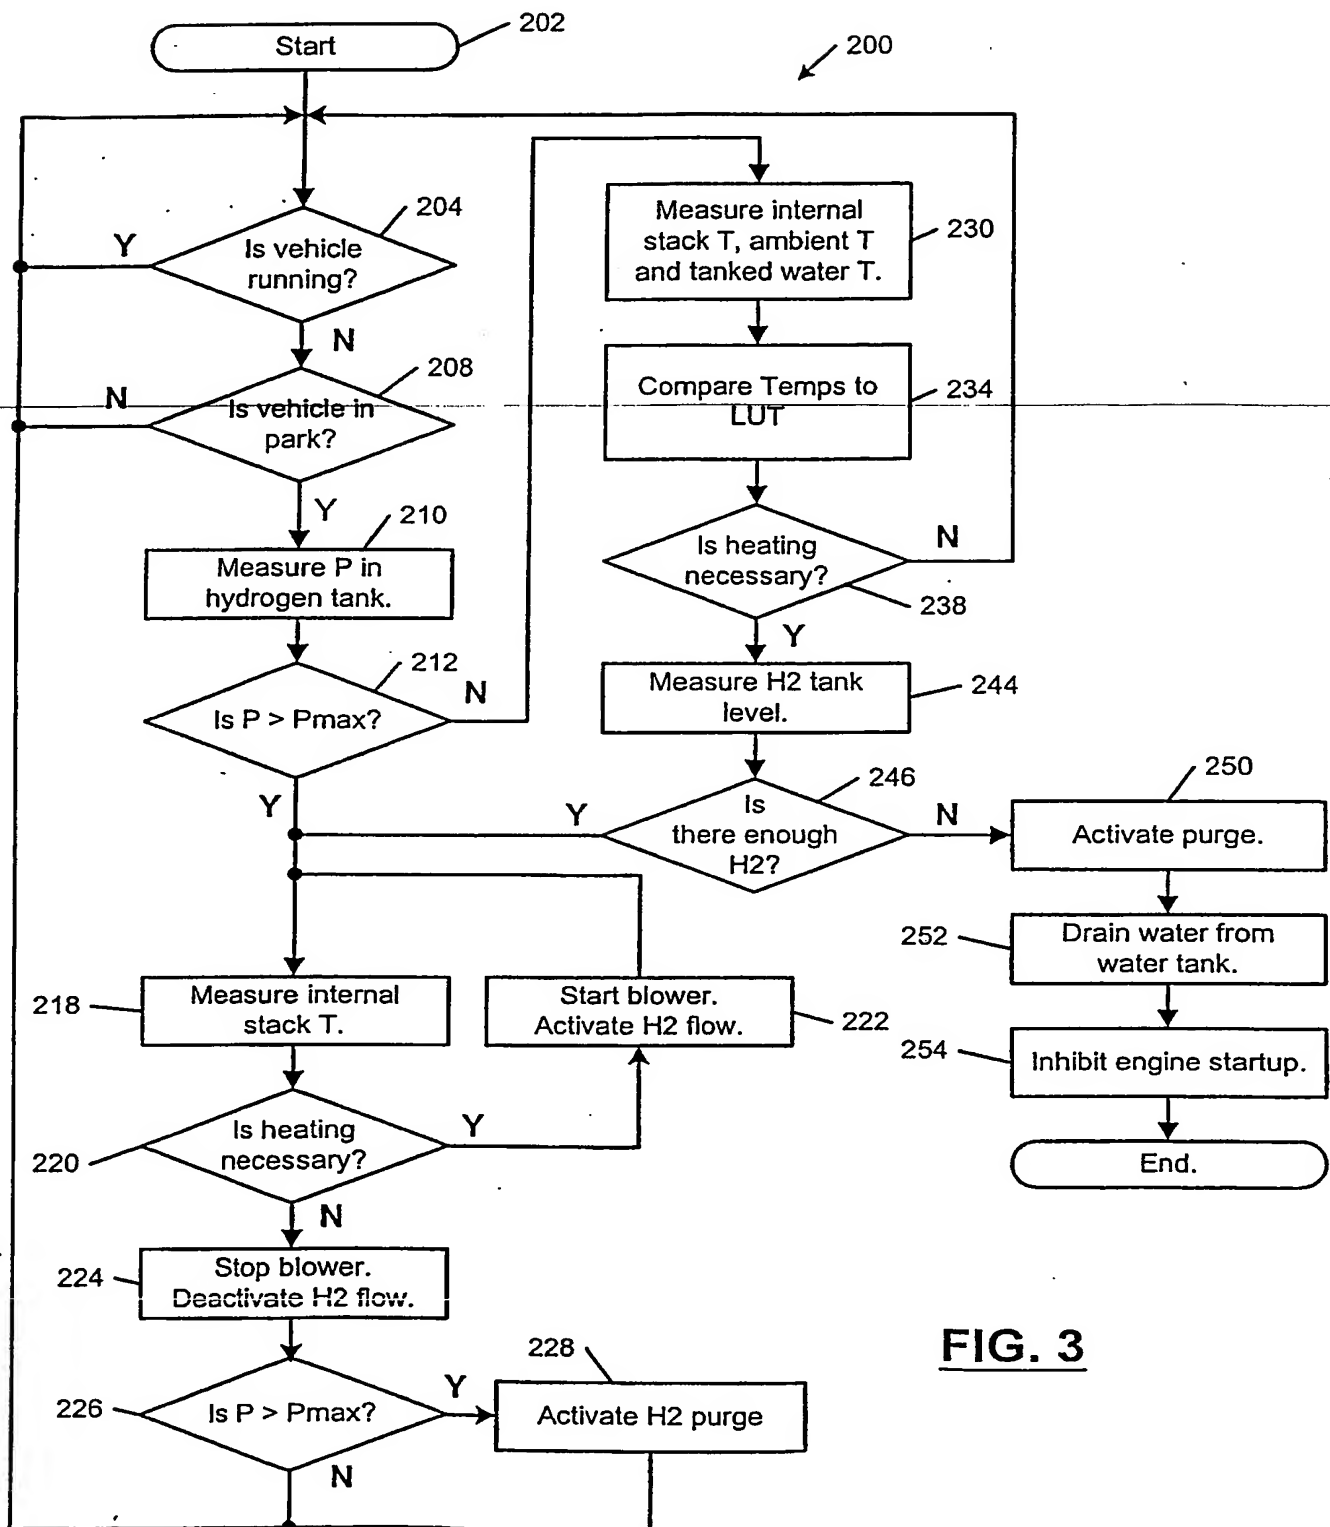 Start
202
200
204
Is vehicle
running?
Y
N
208
Is vehicle in
park?
N
Y
210
Measure P in
hydrogen tank.
212
Is P > Pmax?
N
Y
Measure internal
stack T, ambient T
and tanked water T.
230
Compare Temps to
LUT
234
Is heating
necessary?
N
238
Y
Measure H2 tank
level.
244
246
Is
there enough
H2?
Y
N
250
Activate purge.
252
Drain water from
water tank.
254
Inhibit engine startup.
End.
218
Measure internal
stack T.
Start blower.
Activate H2 flow.
222
Is heating
necessary?
220
Y
N
224
Stop blower.
Deactivate H2 flow.
226
Is P > Pmax?
Y
N
228
Activate H2 purge
FIG. 3